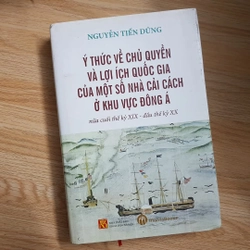 NGUYỄN TIẾN DŨNG
Ý THỨC VỀ CHỦ QUYỀN
VÀ LỢI ÍCH QUỐC GIA
CỦA MỘT SỐ NHÀ CẢI CÁCH
Ở KHU VỰC ĐÔNG Á
nửa cuối thế kỷ XIX - đầu thế kỷ XX